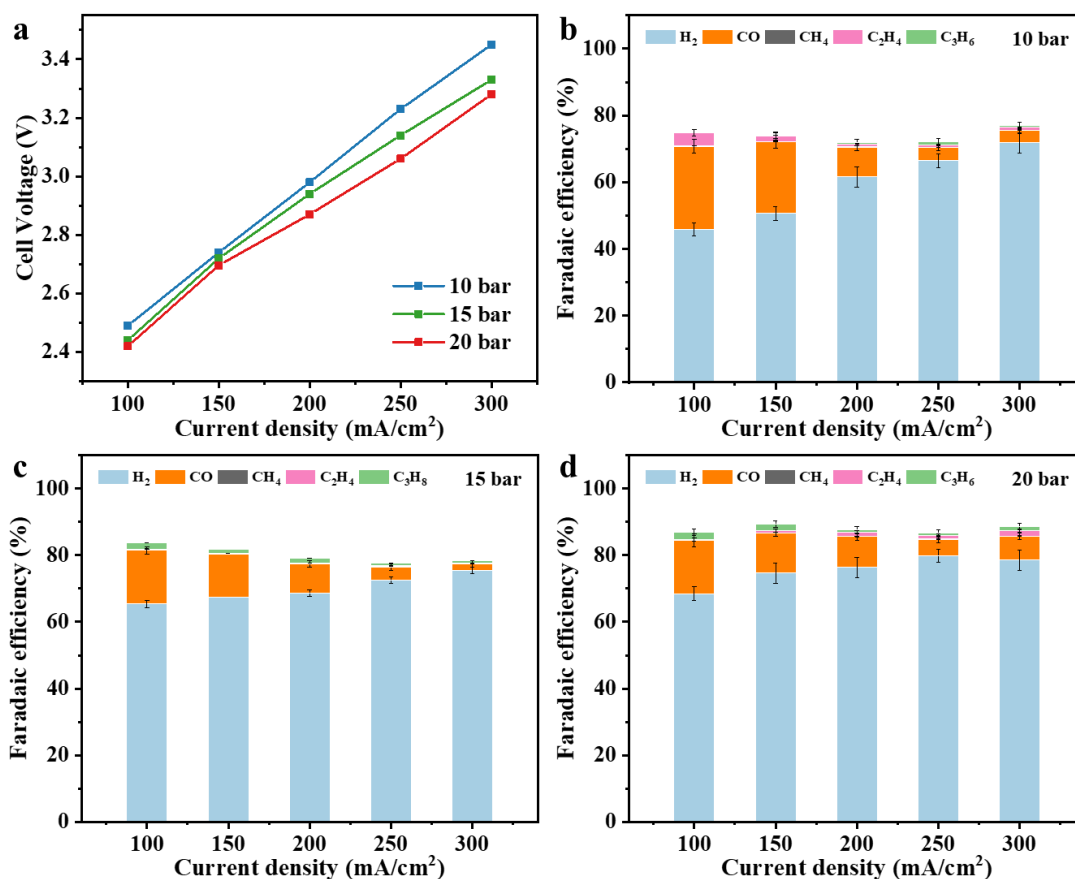 a
Cell Voltage (V)
3.4
3.2
3.0
2.8
2.6
2.4
10 bar
15 bar
20 bar
100 150 200 250 300
Current density (mA/cm²)
b
H₂ CO CH₄ C₂H₄ C₃H₆ 10 bar
Faradaic efficiency (%)
100
80
60
40
20
0
100 150 200 250 300
Current density (mA/cm²)
c
H₂ CO CH₄ C₂H₄ C₃H₈ 15 bar
Faradaic efficiency (%)
100
80
60
40
20
0
100 150 200 250 300
Current density (mA/cm²)
d
H₂ CO CH₄ C₂H₄ C₃H₆ 20 bar
Faradaic efficiency (%)
100
80
60
40
20
0
100 150 200 250 300
Current density (mA/cm²)